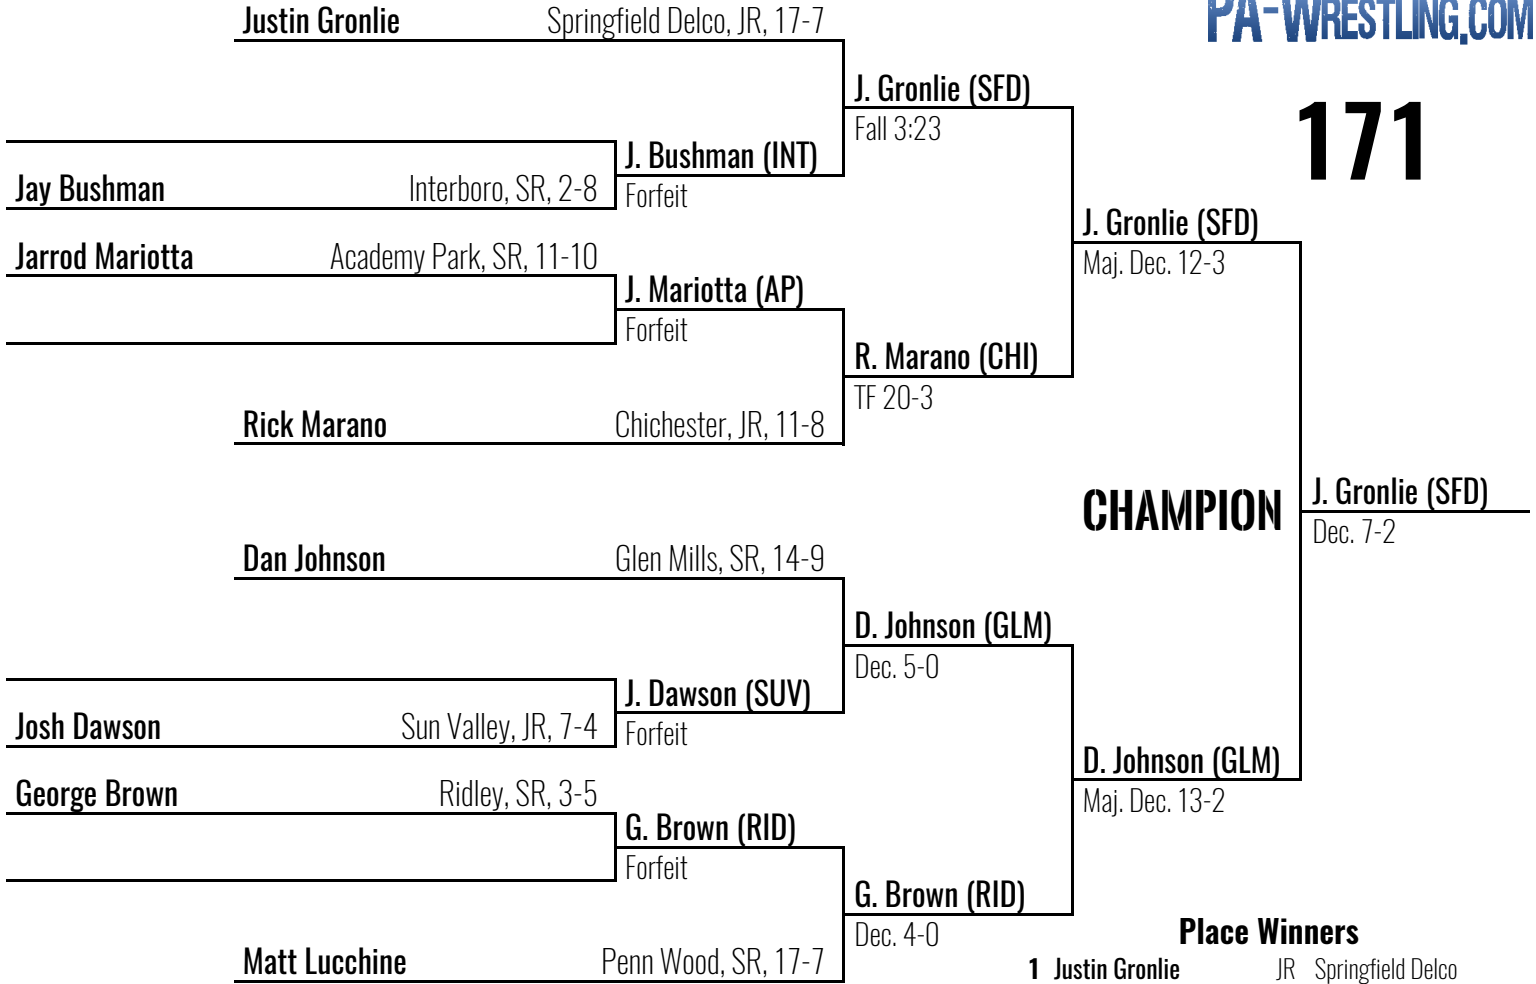 PA-WRESTLING.COM
171
Justin Gronlie Springfield Delco, JR, 17-7
J. Gronlie (SFD)
Fall 3:23
J. Bushman (INT)
Forfeit
Jay Bushman Interboro, SR, 2-8
J. Gronlie (SFD)
Maj. Dec. 12-3
Jarrod Mariotta Academy Park, SR, 11-10
J. Mariotta (AP)
Forfeit
R. Marano (CHI)
TF 20-3
Rick Marano Chichester, JR, 11-8
CHAMPION
J. Gronlie (SFD)
Dec. 7-2
Dan Johnson Glen Mills, SR, 14-9
D. Johnson (GLM)
Dec. 5-0
J. Dawson (SUV)
Forfeit
Josh Dawson Sun Valley, JR, 7-4
D. Johnson (GLM)
Maj. Dec. 13-2
George Brown Ridley, SR, 3-5
G. Brown (RID)
Forfeit
G. Brown (RID)
Dec. 4-0
Matt Lucchine Penn Wood, SR, 17-7
Place Winners
1 Justin Gronlie JR Springfield Delco